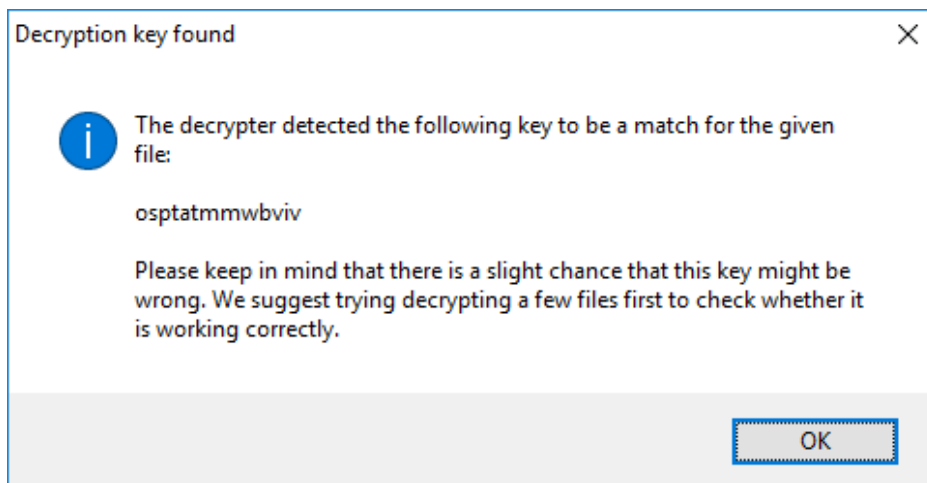 Decryption key found
The decrypter detected the following key to be a match for the given
file:
osptatmmwbviv
Please keep in mind that there is a slight chance that this key might be
wrong. We suggest trying decrypting a few files first to check whether it
is working correctly.
OK